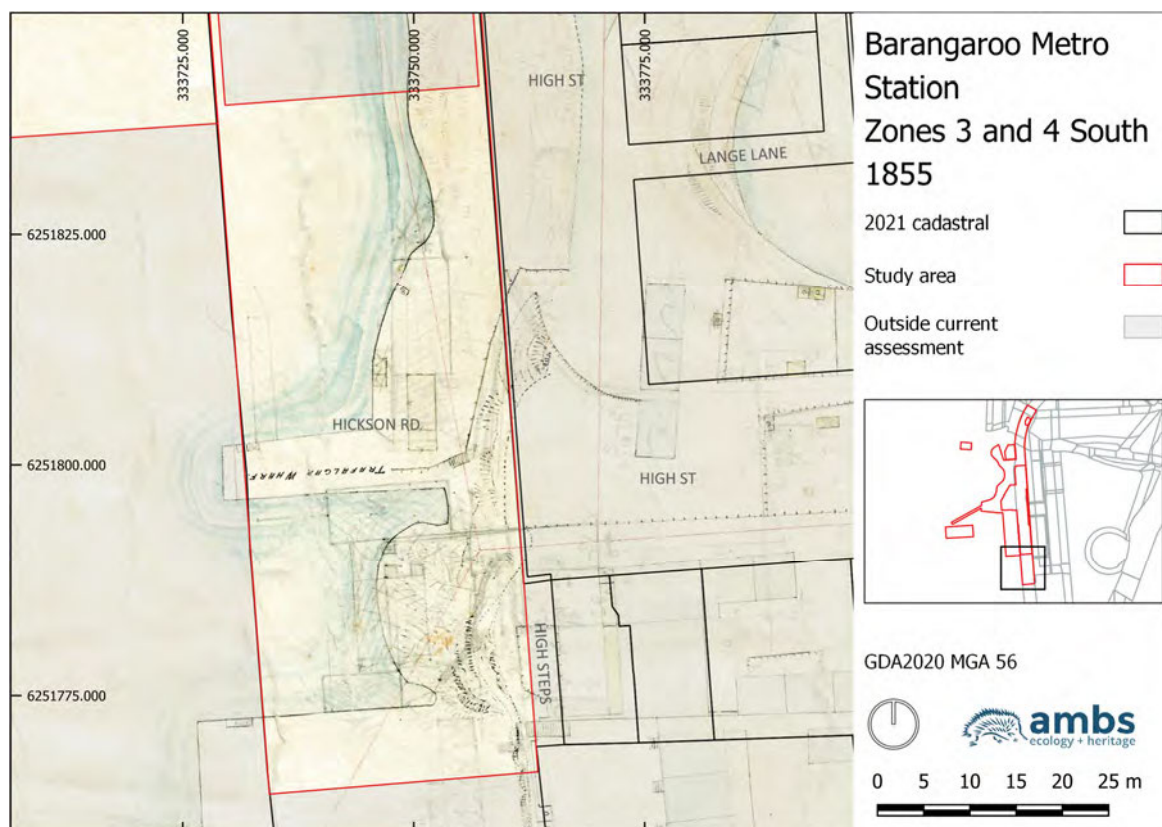 333725.000
333750.000
333775.000
HIGH ST
LANGE LANE
6251825.000
HICKSON RD.
6251800.000
TRAFALGAR WHARF
HIGH ST
HIGH STEPS
6251775.000
Barangaroo Metro
Station
Zones 3 and 4 South
1855
2021 cadastral
Study area
Outside current
assessment
GDA2020 MGA 56
ambs
ecology + heritage
0 5 10 15 20 25 m